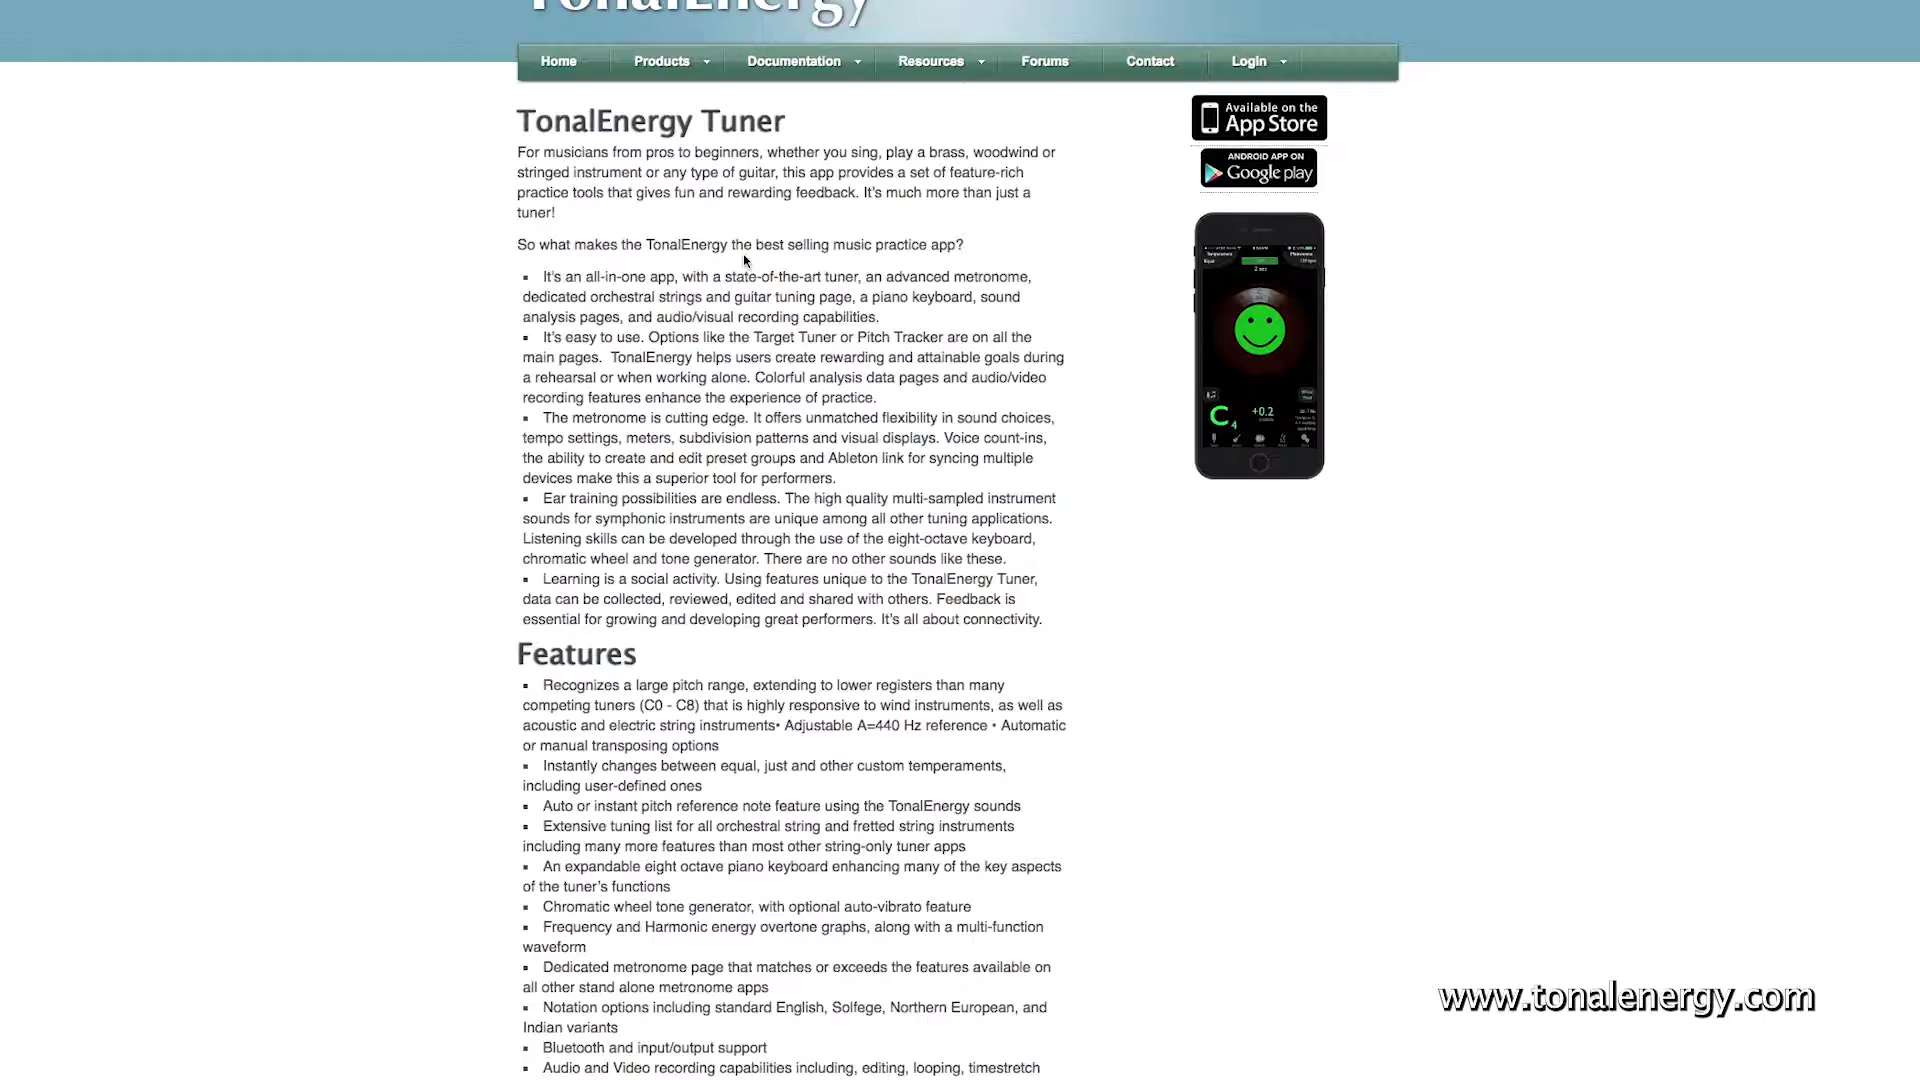 TonalEnergy
Home Products Documentation Resources Forums Contact Login
TonalEnergy Tuner
For musicians from pros to beginners, whether you sing, play a brass, woodwind or
stringed instrument or any type of guitar, this app provides a set of feature-rich
practice tools that gives fun and rewarding feedback. It's much more than just a
tuner!
So what makes the TonalEnergy the best selling music practice app?
▪ It's an all-in-one app, with a state-of-the-art tuner, an advanced metronome,
dedicated orchestral strings and guitar tuning page, a piano keyboard, sound
analysis pages, and audio/visual recording capabilities.
▪ It's easy to use. Options like the Target Tuner or Pitch Tracker are on all the
main pages. TonalEnergy helps users create rewarding and attainable goals during
a rehearsal or when working alone. Colorful analysis data pages and audio/video
recording features enhance the experience of practice.
▪ The metronome is cutting edge. It offers unmatched flexibility in sound choices,
tempo settings, meters, subdivision patterns and visual displays. Voice count-ins,
the ability to create and edit preset groups and Ableton link for syncing multiple
devices make this a superior tool for performers.
▪ Ear training possibilities are endless. The high quality multi-sampled instrument
sounds for symphonic instruments are unique among all other tuning applications.
Listening skills can be developed through the use of the eight-octave keyboard,
chromatic wheel and tone generator. There are no other sounds like these.
▪ Learning is a social activity. Using features unique to the TonalEnergy Tuner,
data can be collected, reviewed, edited and shared with others. Feedback is
essential for growing and developing great performers. It's all about connectivity.
Features
▪ Recognizes a large pitch range, extending to lower registers than many
competing tuners (C0 - C8) that is highly responsive to wind instruments, as well as
acoustic and electric string instruments• Adjustable A=440 Hz reference • Automatic
or manual transposing options
▪ Instantly changes between equal, just and other custom temperaments,
including user-defined ones
▪ Auto or instant pitch reference note feature using the TonalEnergy sounds
▪ Extensive tuning list for all orchestral string and fretted string instruments
including many more features than most other string-only tuner apps
▪ An expandable eight octave piano keyboard enhancing many of the key aspects
of the tuner's functions
▪ Chromatic wheel tone generator, with optional auto-vibrato feature
▪ Frequency and Harmonic energy overtone graphs, along with a multi-function
waveform
▪ Dedicated metronome page that matches or exceeds the features available on
all other stand alone metronome apps
▪ Notation options including standard English, Solfege, Northern European, and
Indian variants
▪ Bluetooth and input/output support
▪ Audio and Video recording capabilities including, editing, looping, timestretch
Available on the
App Store
ANDROID APP ON
Google play
2 sec
C4 +0.2
www.tonalenergy.com